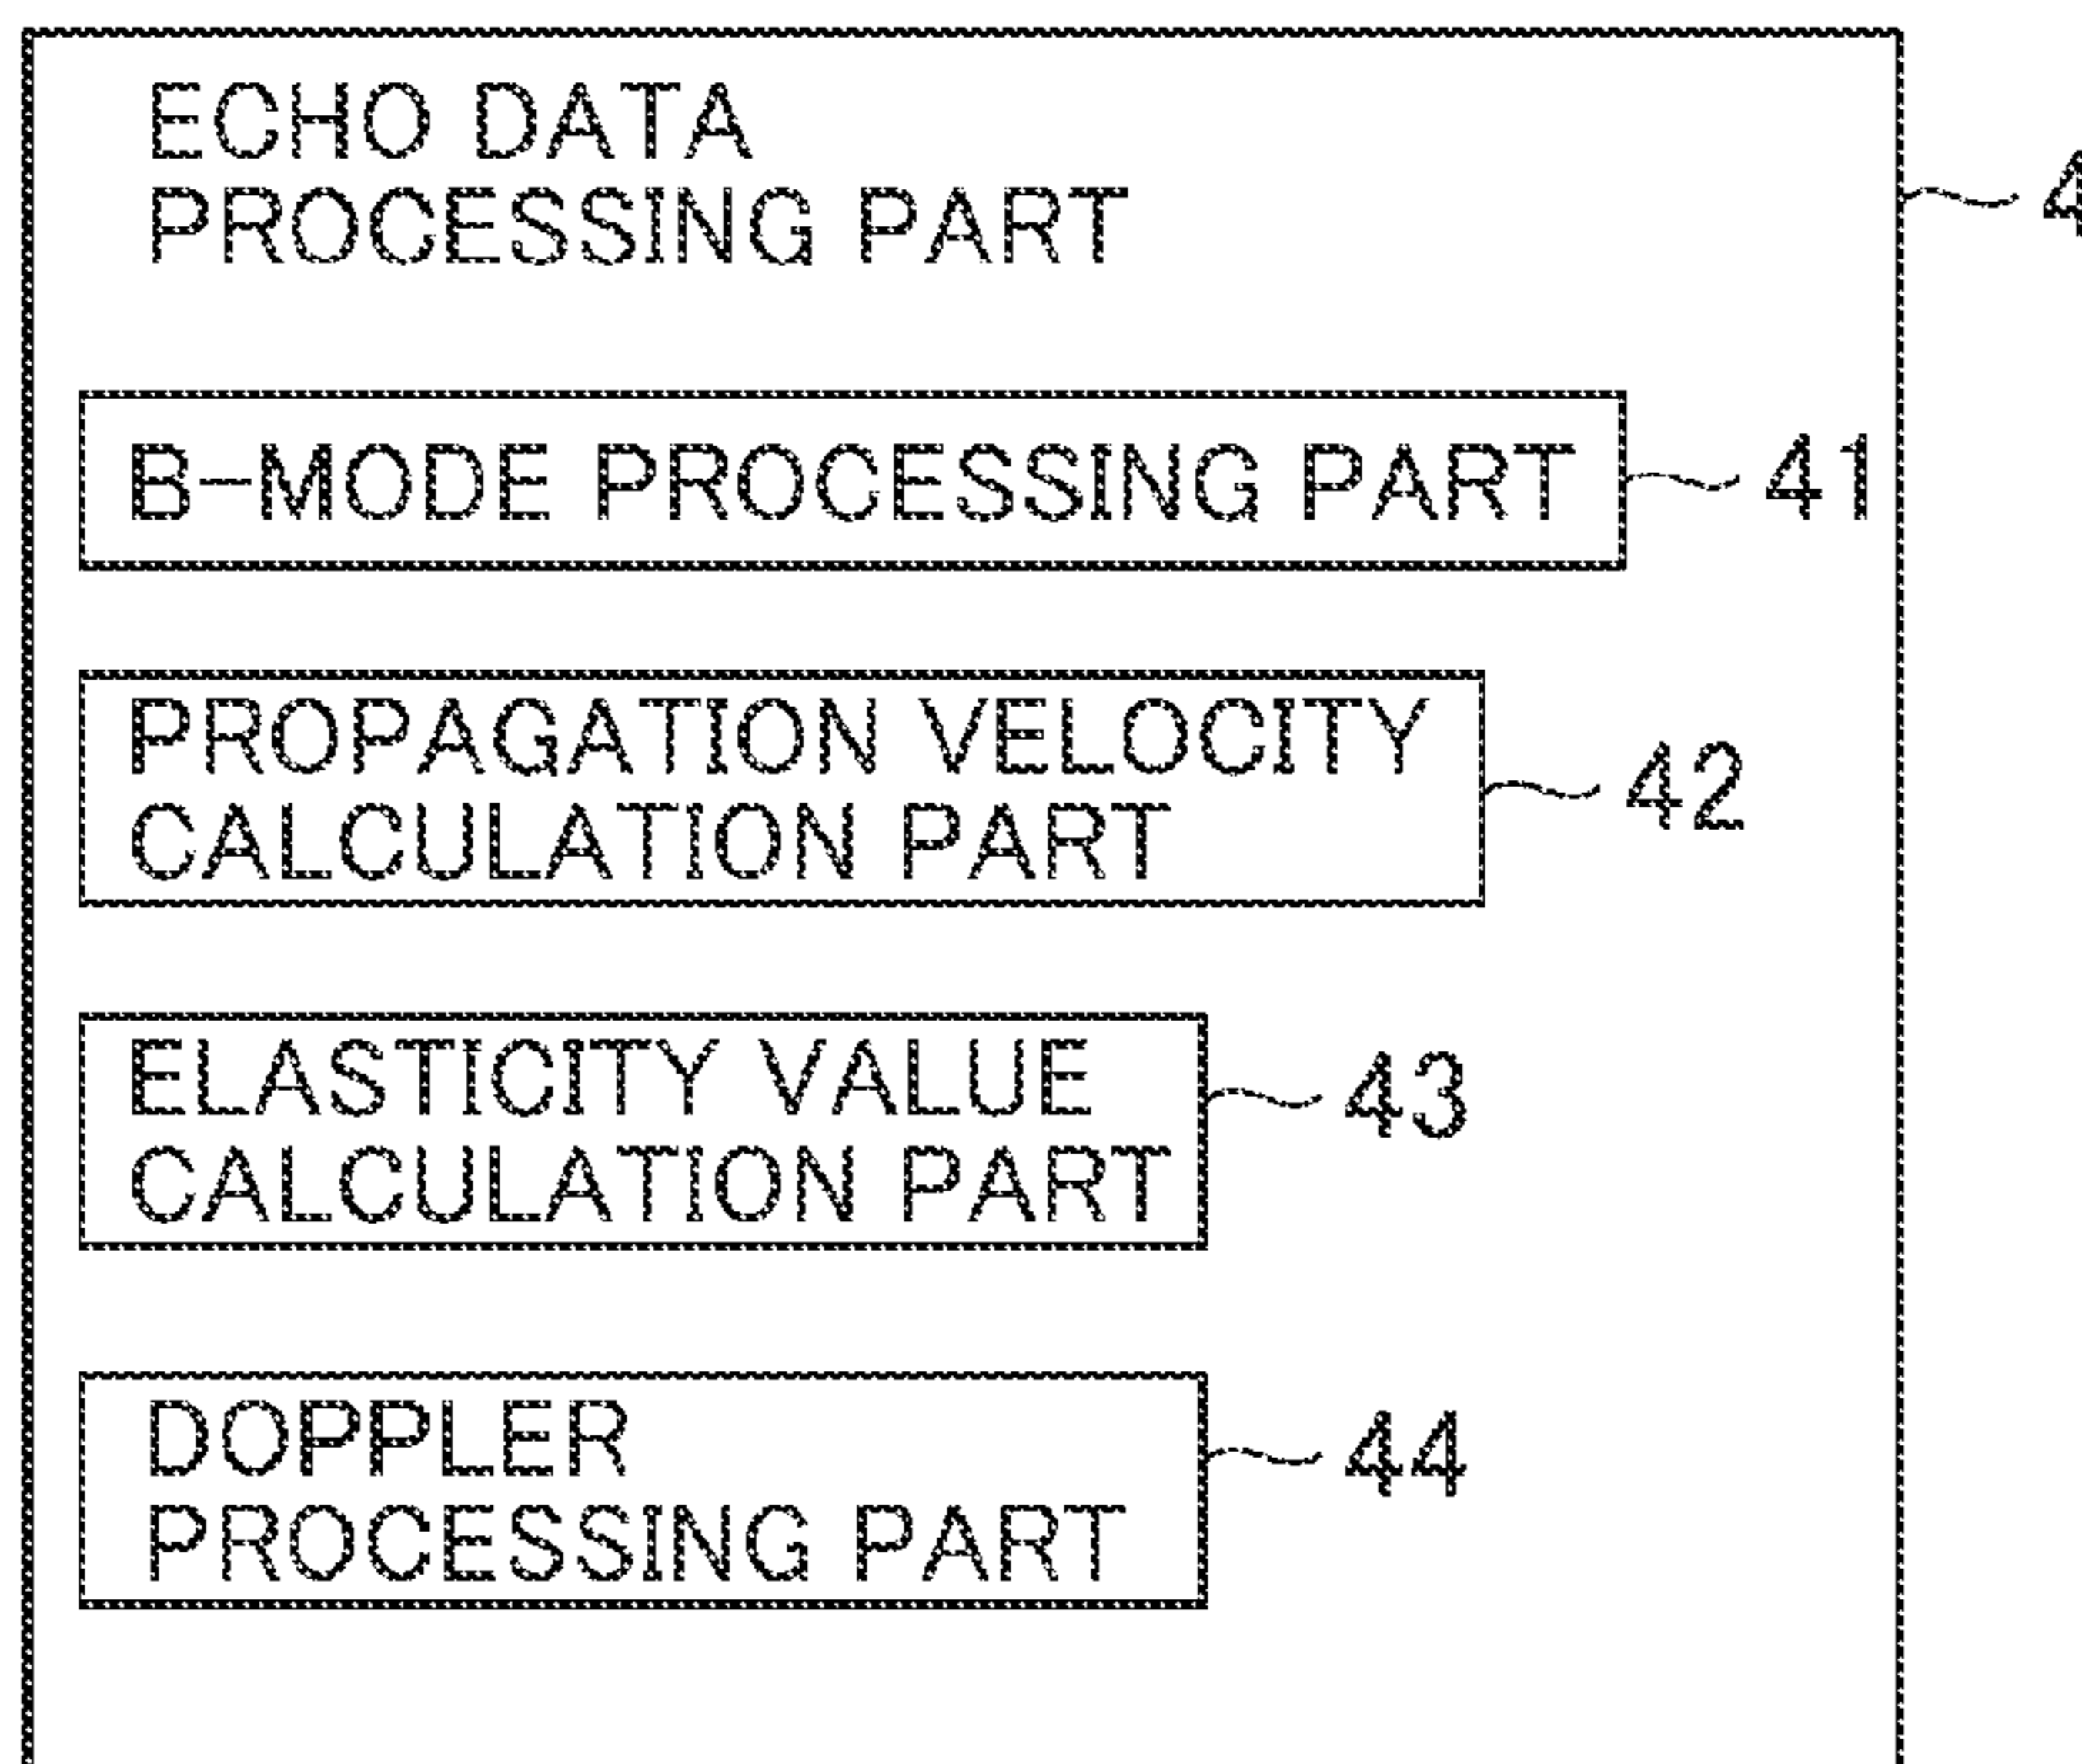 ECHO DATA
PROCESSING PART
4
B-MODE PROCESSING PART
41
PROPAGATION VELOCITY
CALCULATION PART
42
ELASTICITY VALUE
CALCULATION PART
43
DOPPLER
PROCESSING PART
44